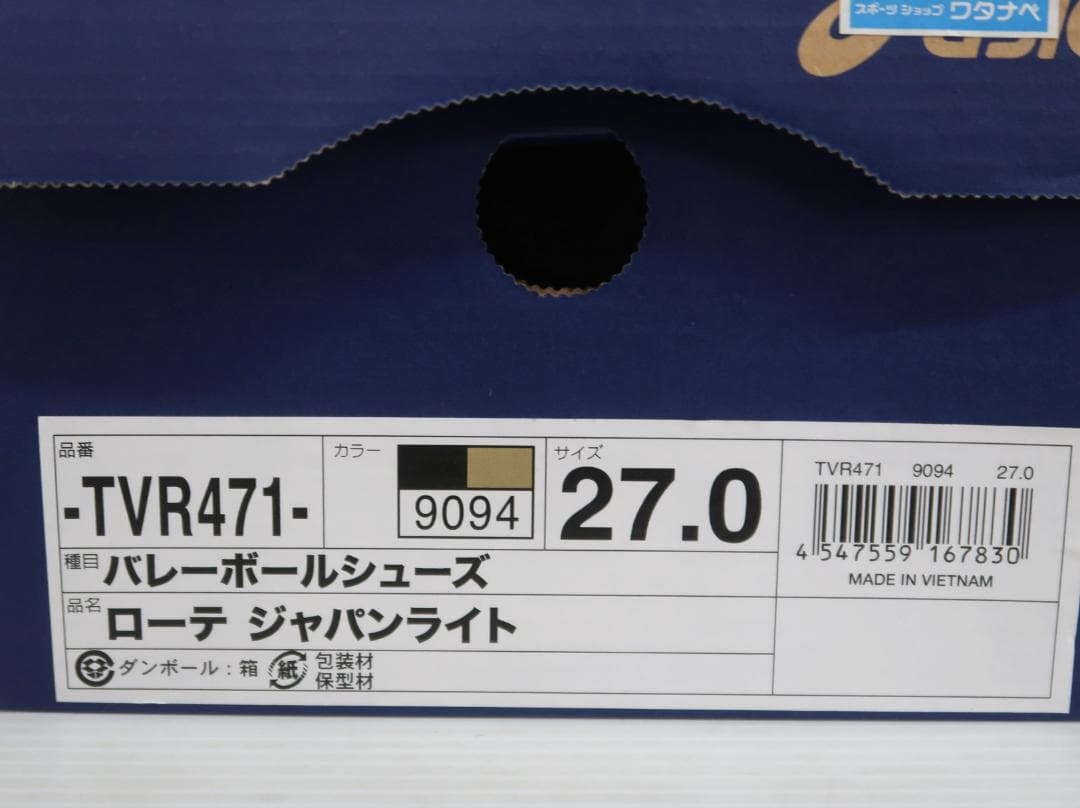 スポーツショップ ワタナベ
asic
品番
-TVR471-
カラー
9094
サイズ
27.0
TVR471 9094 27.0
4 547559 167830
MADE IN VIETNAM
種目 バレーボールシューズ
品名 ローテ ジャパンライト
ダンボール：箱 紙 包装材
保型材